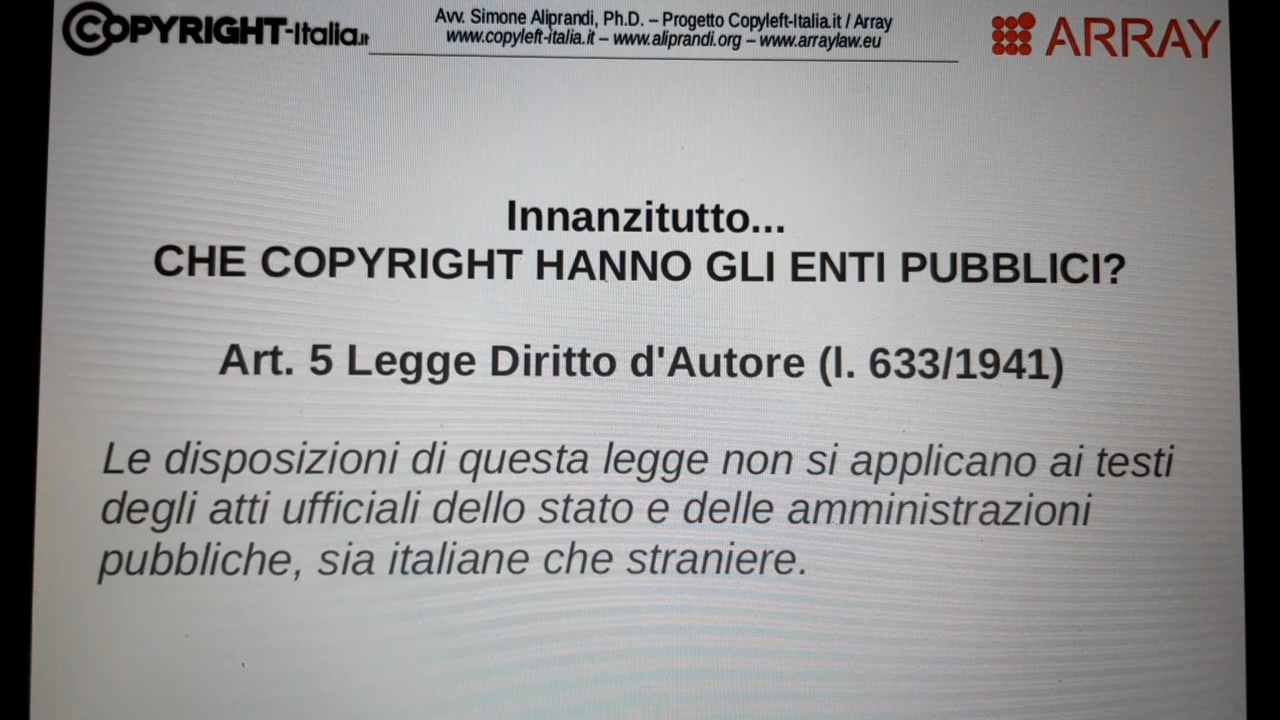 COPYRIGHT-Italia.it
Avv. Simone Aliprandi, Ph.D. – Progetto Copyleft-Italia.it / Array
www.copyleft-italia.it – www.aliprandi.org – www.arraylaw.eu
ARRAY
Innanzitutto...
CHE COPYRIGHT HANNO GLI ENTI PUBBLICI?
Art. 5 Legge Diritto d'Autore (l. 633/1941)
Le disposizioni di questa legge non si applicano ai testi
degli atti ufficiali dello stato e delle amministrazioni
pubbliche, sia italiane che straniere.